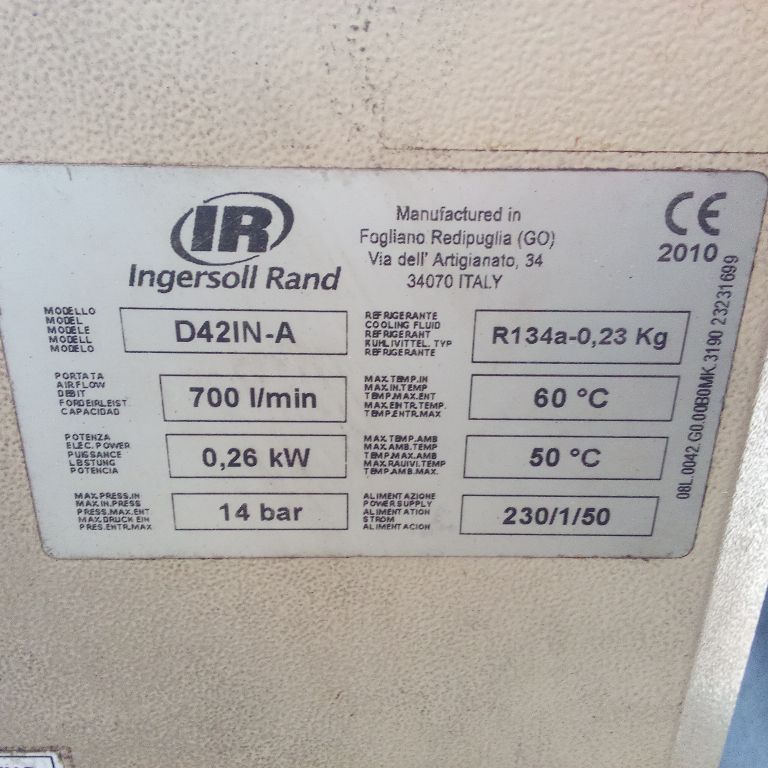 IR
Ingersoll Rand
Manufactured in
Fogliano Redipuglia (GO)
Via dell' Artigianato, 34
34070 ITALY
CE
2010
MODELLO
MODEL
MODELE
MODELL
MODELO
D42IN-A
REFRIGERANTE
COOLING FLUID
REFRIGERANT
KUHLIVITTEL. TYP
REFRIGERANTE
R134a-0,23 Kg
PORTATA
AIRFLOW
DEBIT
FORDEIRLEIST
CAPACIDAD
700 l/min
MAX.TEMP.IN
MAX.IN.TEMP
TEMP.MAX.ENT
MAX.ENTR.TEMP.
TEMP.ENTR.MAX
60 °C
POTENZA
ELEC. POWER
PUISSANCE
LEISTUNG
POTENCIA
0,26 kW
MAX.TEMP.AMB
MAX.AMB.TEMP
TEMP.MAX.AMB
MAX.RAUIVI.TEMP
TEMP.AMB.MAX.
50 °C
MAX.PRESS.IN
MAX.IN.PRESS
PRESS.MAX.ENT
MAX.DRUCK EIN
PRES.ENTR.MAX
14 bar
ALIMENTAZIONE
POWER SUPPLY
ALIMENTATION
STROM
ALIMENTACION
230/1/50
08L.0042.G0.00B0MK.3190 23231699